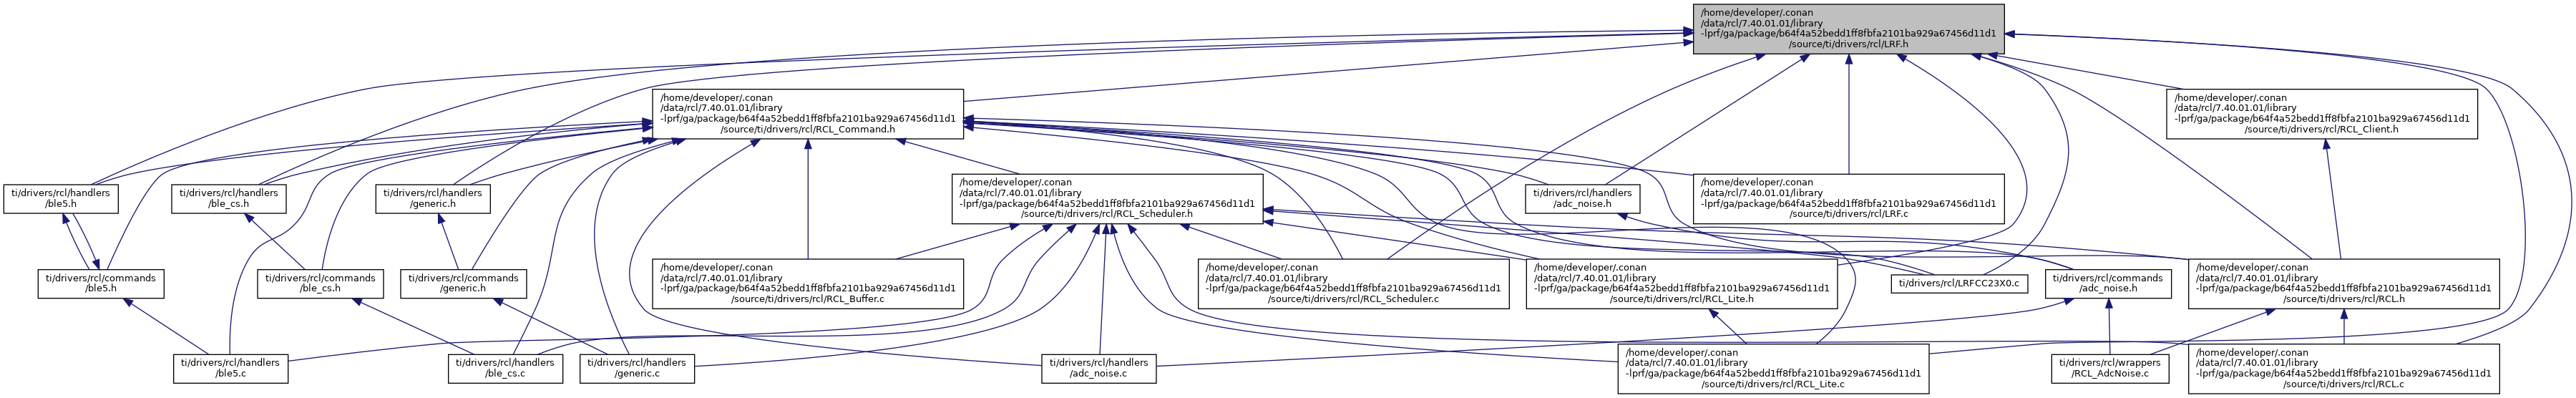 /home/developer/.conan
/data/rcl/7.40.01.01/library
-lprf/ga/package/b64f4a52bedd1ff8fbfa2101ba929a67456d11d1
/source/ti/drivers/rcl/LRF.h
/home/developer/.conan
/data/rcl/7.40.01.01/library
-lprf/ga/package/b64f4a52bedd1ff8fbfa2101ba929a67456d11d1
/source/ti/drivers/rcl/RCL_Command.h
/home/developer/.conan
/data/rcl/7.40.01.01/library
-lprf/ga/package/b64f4a52bedd1ff8fbfa2101ba929a67456d11d1
/source/ti/drivers/rcl/RCL_Client.h
ti/drivers/rcl/handlers
/ble5.h
ti/drivers/rcl/handlers
/ble_cs.h
ti/drivers/rcl/handlers
/generic.h
/home/developer/.conan
/data/rcl/7.40.01.01/library
-lprf/ga/package/b64f4a52bedd1ff8fbfa2101ba929a67456d11d1
/source/ti/drivers/rcl/RCL_Scheduler.h
ti/drivers/rcl/handlers
/adc_noise.h
/home/developer/.conan
/data/rcl/7.40.01.01/library
-lprf/ga/package/b64f4a52bedd1ff8fbfa2101ba929a67456d11d1
/source/ti/drivers/rcl/LRF.c
ti/drivers/rcl/commands
/ble5.h
ti/drivers/rcl/commands
/ble_cs.h
ti/drivers/rcl/commands
/generic.h
/home/developer/.conan
/data/rcl/7.40.01.01/library
-lprf/ga/package/b64f4a52bedd1ff8fbfa2101ba929a67456d11d1
/source/ti/drivers/rcl/RCL_Buffer.c
/home/developer/.conan
/data/rcl/7.40.01.01/library
-lprf/ga/package/b64f4a52bedd1ff8fbfa2101ba929a67456d11d1
/source/ti/drivers/rcl/RCL_Scheduler.c
/home/developer/.conan
/data/rcl/7.40.01.01/library
-lprf/ga/package/b64f4a52bedd1ff8fbfa2101ba929a67456d11d1
/source/ti/drivers/rcl/RCL_Lite.h
ti/drivers/rcl/LRFCC23X0.c
ti/drivers/rcl/commands
/adc_noise.h
/home/developer/.conan
/data/rcl/7.40.01.01/library
-lprf/ga/package/b64f4a52bedd1ff8fbfa2101ba929a67456d11d1
/source/ti/drivers/rcl/RCL.h
ti/drivers/rcl/handlers
/ble5.c
ti/drivers/rcl/handlers
/ble_cs.c
ti/drivers/rcl/handlers
/generic.c
ti/drivers/rcl/handlers
/adc_noise.c
/home/developer/.conan
/data/rcl/7.40.01.01/library
-lprf/ga/package/b64f4a52bedd1ff8fbfa2101ba929a67456d11d1
/source/ti/drivers/rcl/RCL_Lite.c
ti/drivers/rcl/wrappers
/RCL_AdcNoise.c
/home/developer/.conan
/data/rcl/7.40.01.01/library
-lprf/ga/package/b64f4a52bedd1ff8fbfa2101ba929a67456d11d1
/source/ti/drivers/rcl/RCL.c